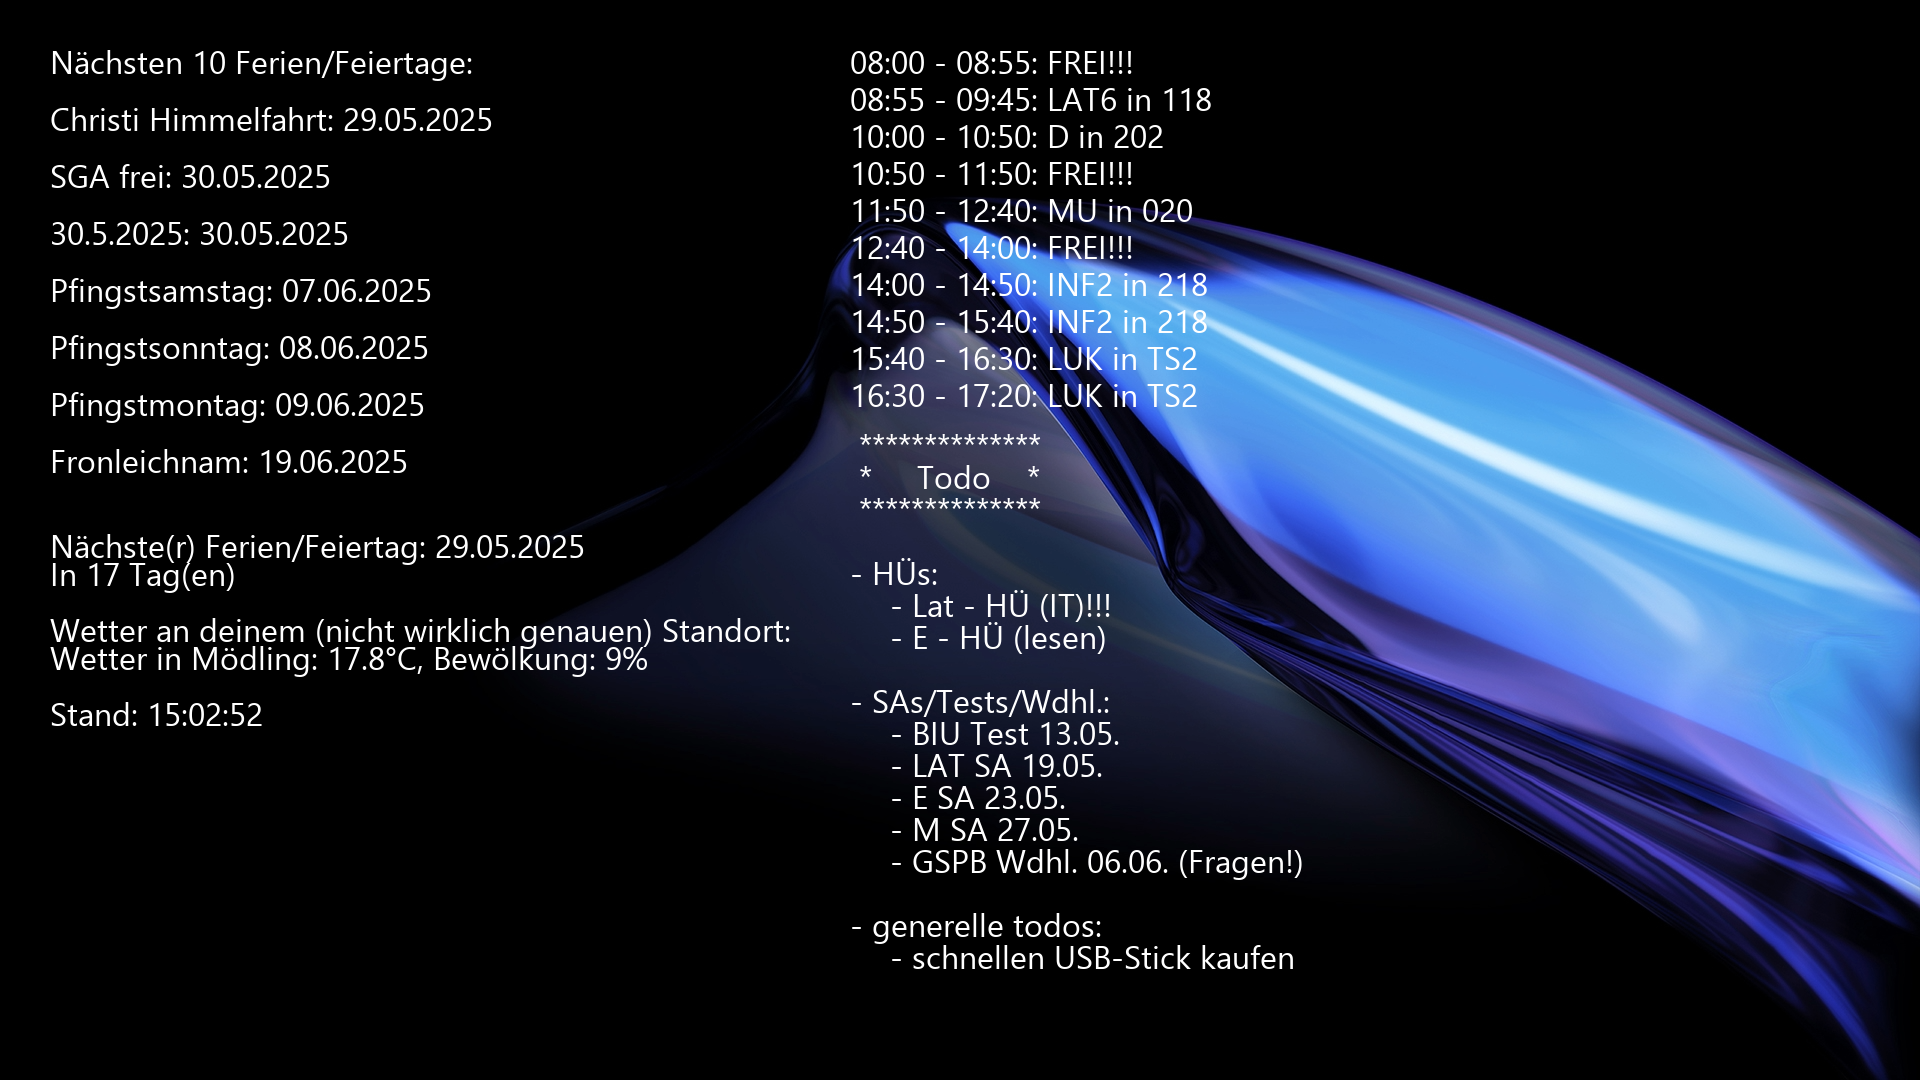 Nächsten 10 Ferien/Feiertage:
Christi Himmelfahrt: 29.05.2025
SGA frei: 30.05.2025
30.5.2025: 30.05.2025
Pfingstsamstag: 07.06.2025
Pfingstsonntag: 08.06.2025
Pfingstmontag: 09.06.2025
Fronleichnam: 19.06.2025
Nächste(r) Ferien/Feiertag: 29.05.2025
In 17 Tag(en)
Wetter an deinem (nicht wirklich genauen) Standort:
Wetter in Mödling: 17.8°C, Bewölkung: 9%
Stand: 15:02:52
08:00 - 08:55: FREI!!!
08:55 - 09:45: LAT6 in 118
10:00 - 10:50: D in 202
10:50 - 11:50: FREI!!!
11:50 - 12:40: MU in 020
12:40 - 14:00: FREI!!!
14:00 - 14:50: INF2 in 218
14:50 - 15:40: INF2 in 218
15:40 - 16:30: LUK in TS2
16:30 - 17:20: LUK in TS2
**************
* Todo *
**************
- HÜs:
- Lat - HÜ (IT)!!!
- E - HÜ (lesen)
- SAs/Tests/Wdhl.:
- BIU Test 13.05.
- LAT SA 19.05.
- E SA 23.05.
- M SA 27.05.
- GSPB Wdhl. 06.06. (Fragen!)
- generelle todos:
- schnellen USB-Stick kaufen